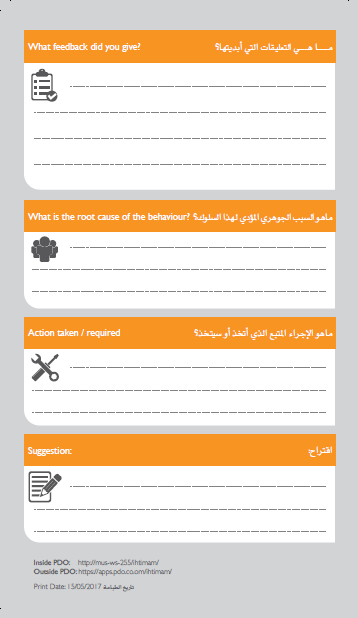 What feedback did you give? مـــا هـــي التعليقات التي أبديتها؟
What is the root cause of the behaviour? ماهو السبب الجوهري المؤدي لهذا السلوك؟
Action taken / required ماهو الإجراء المتبع الذي أتخذ أو سيتخذ؟
Suggestion: اقتراح
Inside PDO: http://mus-ws-255/ihtimam/
Outside PDO: https://apps.pdo.co.om/Ihtimam/
Print Date: 15/05/2017 تاريخ الطباعة